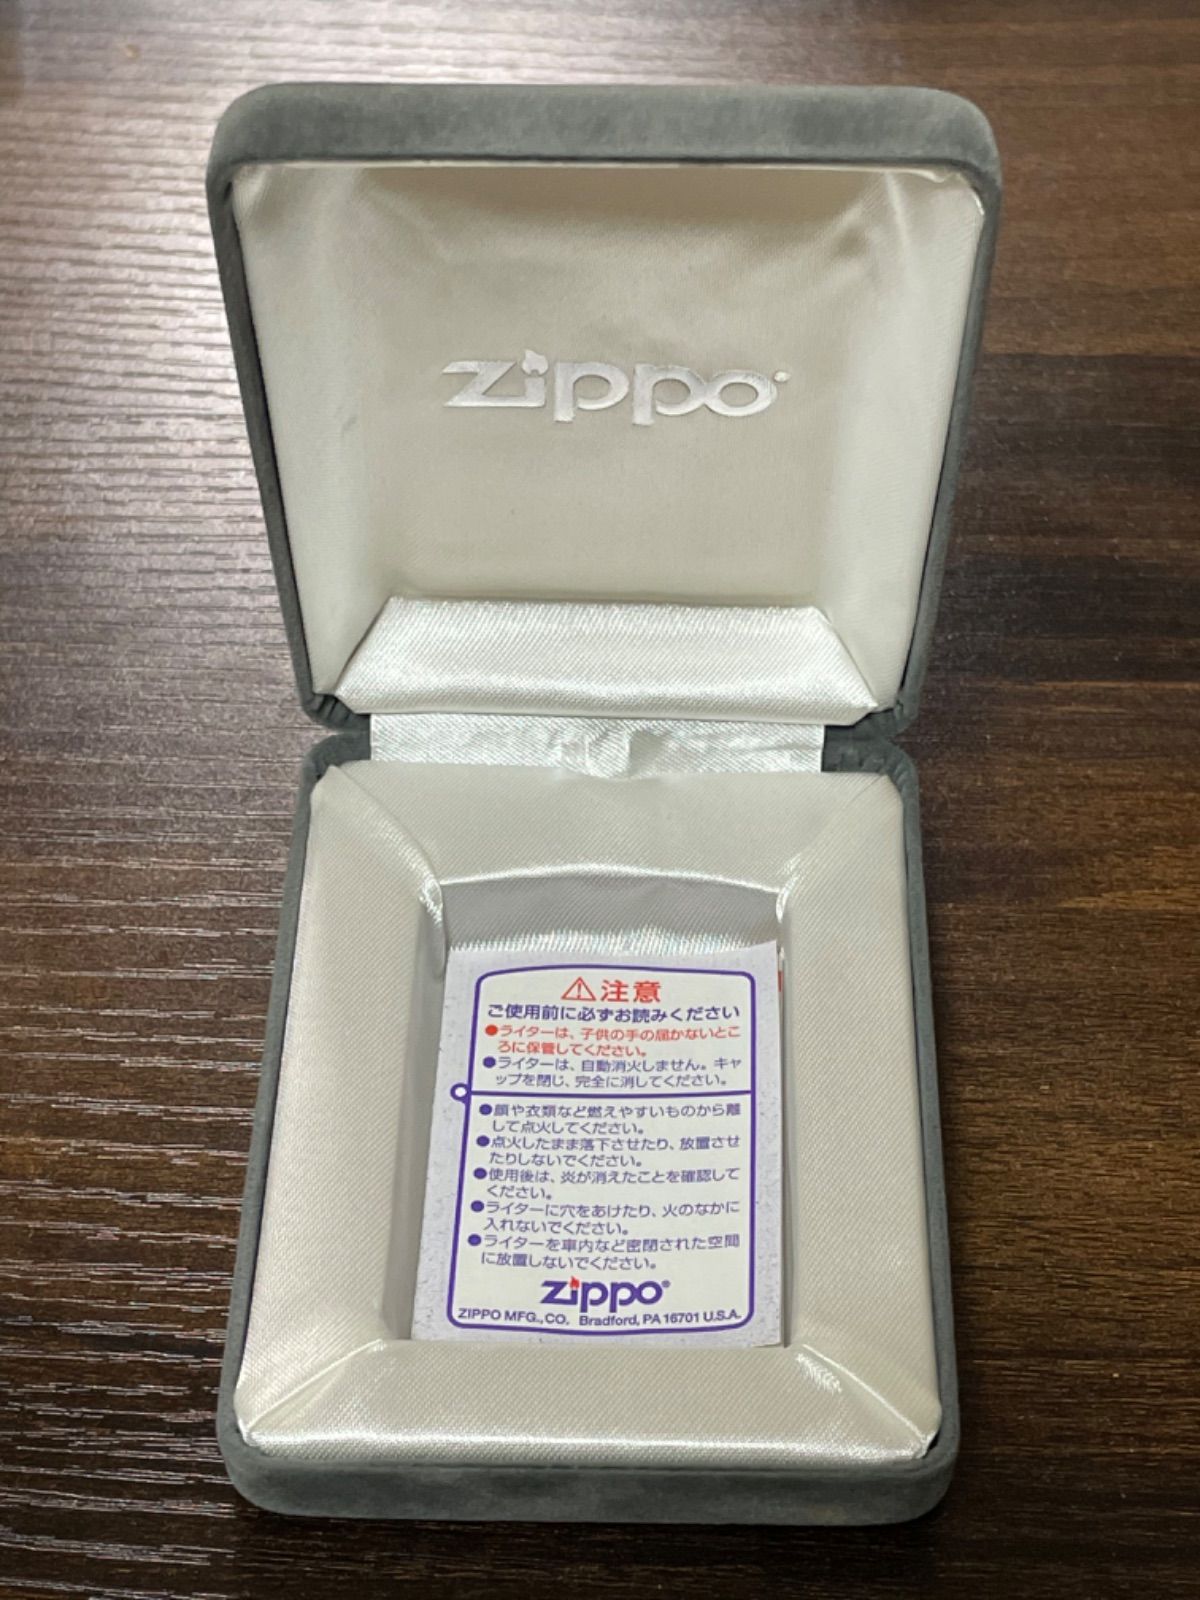 zippo
⚠注意
ご使用前に必ずお読みください
●ライターは、子供の手の届かないとこ
ろに保管してください。
●ライターは、自動消火しません。キャ
ップを閉じ、完全に消してください。
●顔や衣類など燃えやすいものから離
して点火してください。
●点火したまま落下させたり、放置させ
たりしないでください。
●使用後は、炎が消えたことを確認して
ください。
●ライターに穴をあけたり、火のなかに
入れないでください。
●ライターを車内など密閉された空間
に放置しないでください。
zippo®
ZIPPO MFG.,CO. Bradford, PA 16701 U.S.A.